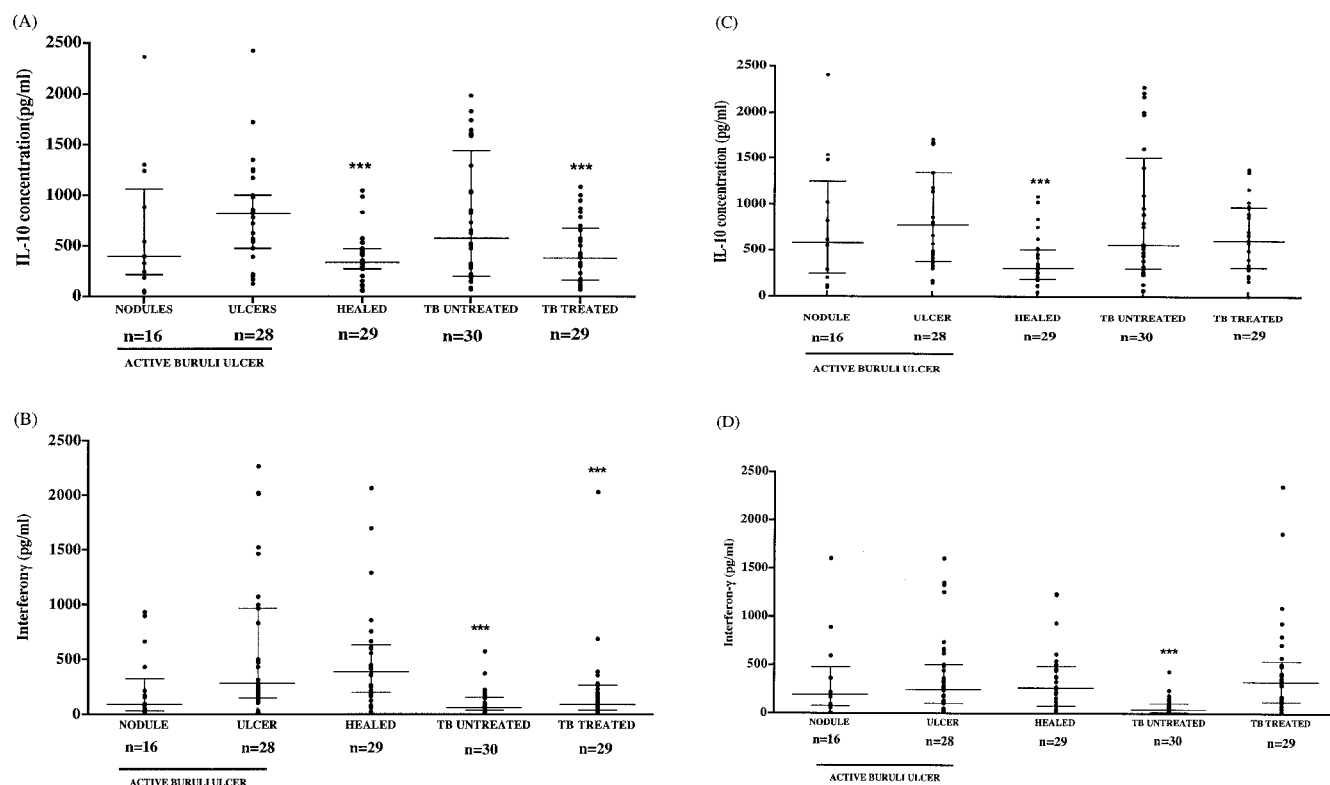 (A)
IL-10 concentration(pg/ml)
2500
2000
1500
1000
500
0
***
***
NODULES ULCERS HEALED TB UNTREATED TB TREATED
n=16 n=28 n=29 n=30 n=29
ACTIVE BURULI ULCER
(B)
Interferonγ (pg/ml)
2500
2000
1500
1000
500
0
***
***
NODULE ULCER HEALED TB UNTREATED TB TREATED
n=16 n=28 n=29 n=30 n=29
ACTIVE BURULI ULCER
(C)
IL-10 concentration (pg/ml)
2500
2000
1500
1000
500
0
***
NODULE ULCER HEALED TB UNTREATED TB TREATED
n=16 n=28 n=29 n=30 n=29
ACTIVE BURULI ULCER
(D)
Interferon-γ (pg/ml)
2500
2000
1500
1000
500
0
***
NODULE ULCER HEALED TB UNTREATED TB TREATED
n=16 n=28 n=29 n=30 n=29
ACTIVE BURULI ULCER